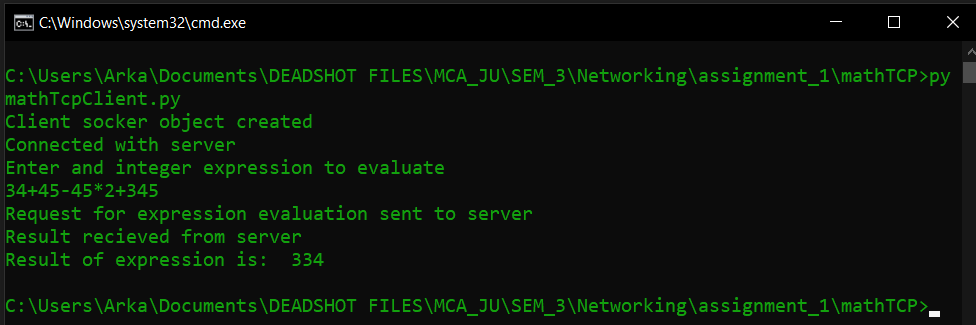 C:\Windows\system32\cmd.exe
C:\Users\Arka\Documents\DEADSHOT FILES\MCA_JU\SEM_3\Networking\assignment_1\mathTCP>py
mathTcpClient.py
Client socker object created
Connected with server
Enter and integer expression to evaluate
34+45-45*2+345
Request for expression evaluation sent to server
Result recieved from server
Result of expression is:  334
C:\Users\Arka\Documents\DEADSHOT FILES\MCA_JU\SEM_3\Networking\assignment_1\mathTCP>